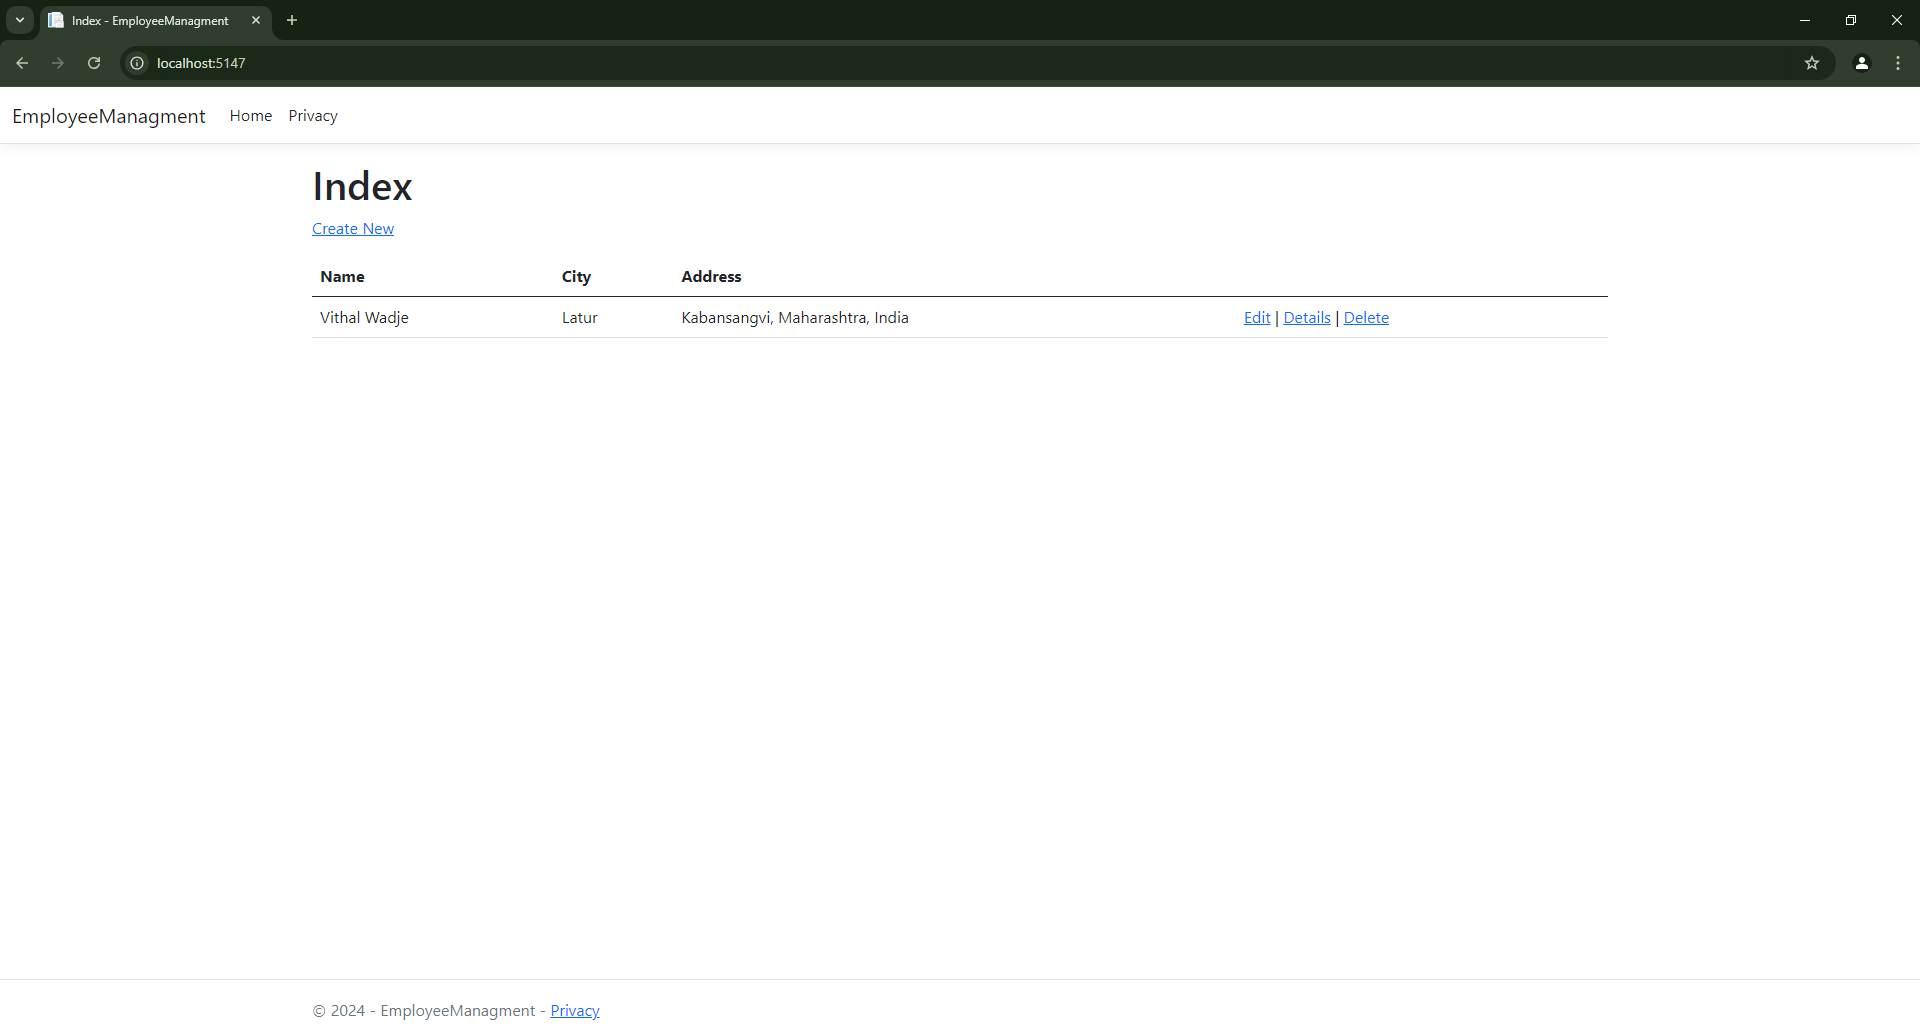 Index - EmployeeManagment
localhost:5147
EmployeeManagment Home Privacy
Index
Create New
Name City Address
Vithal Wadje Latur Kabansangvi, Maharashtra, India Edit | Details | Delete
© 2024 - EmployeeManagment - Privacy